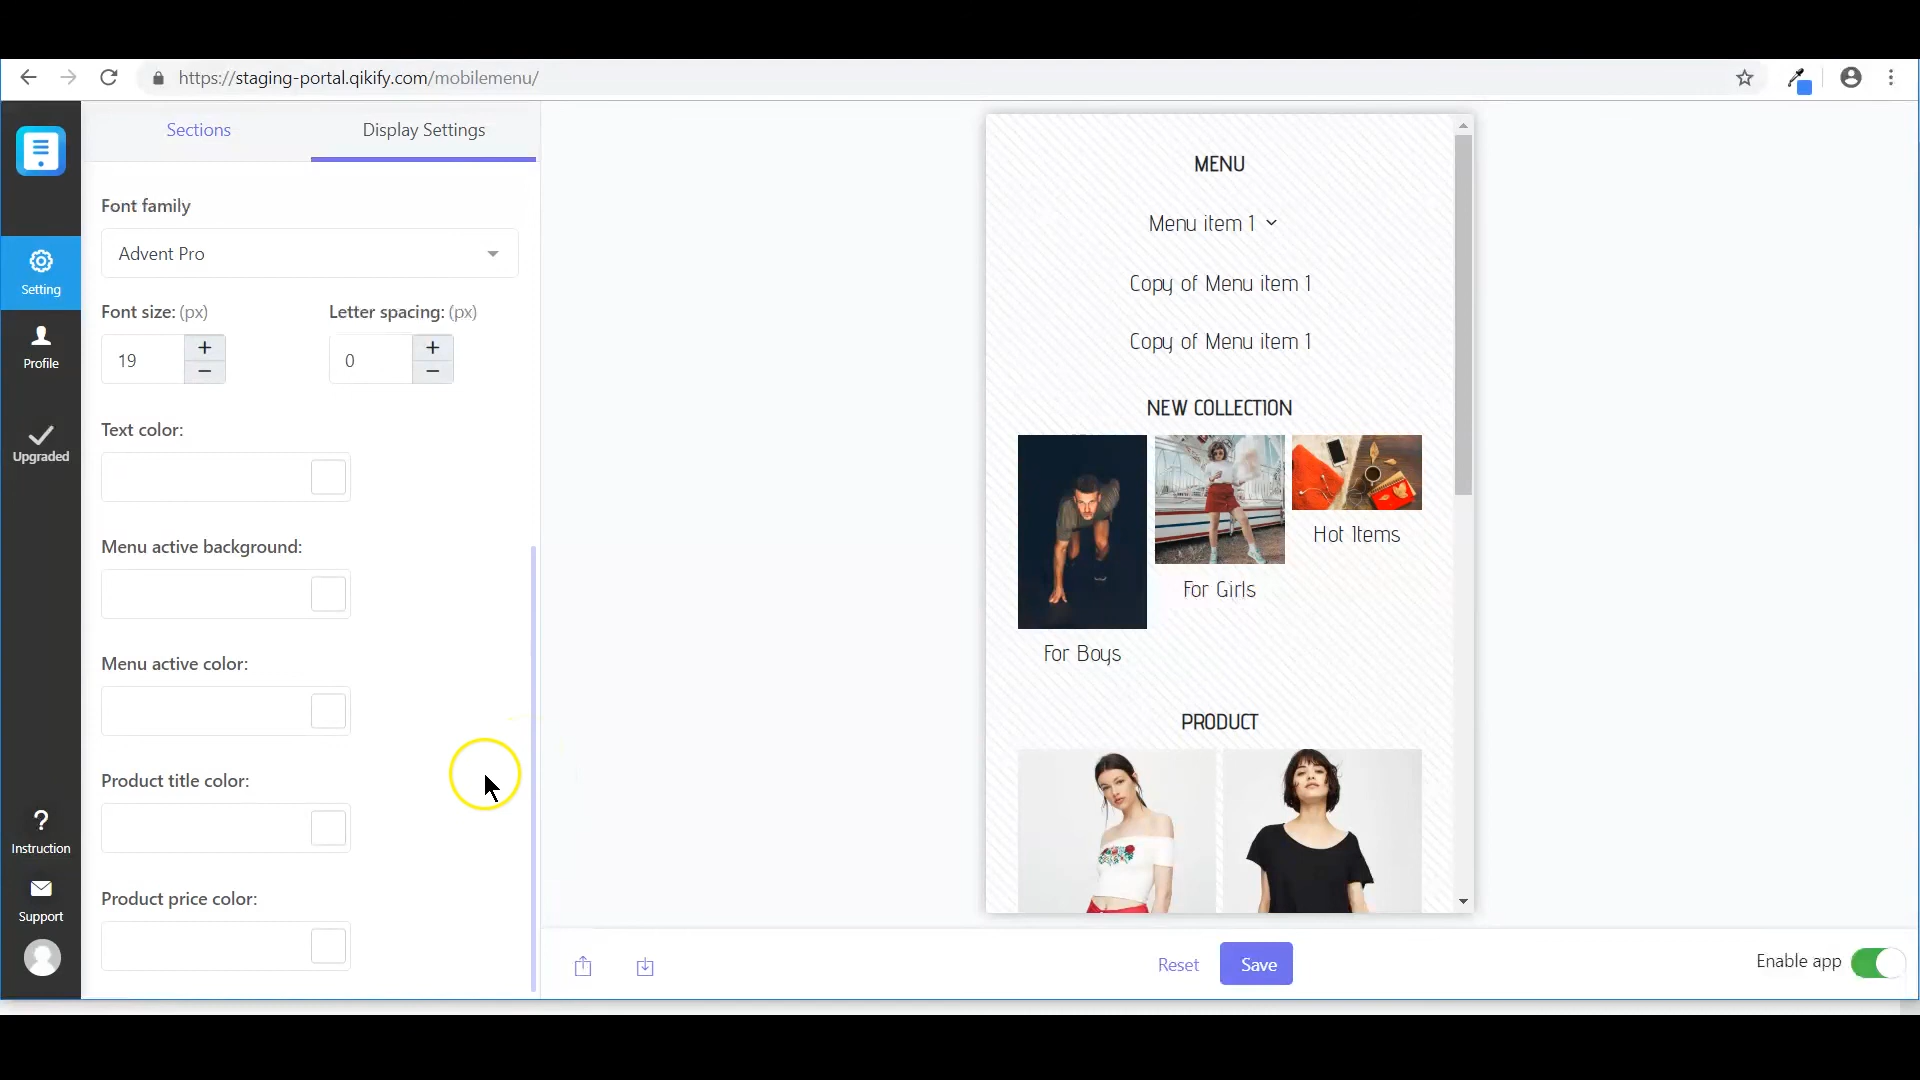 https://staging-portal.qikify.com/mobilemenu/
Sections
Display Settings
Font family
Advent Pro
Font size: (px)
Letter spacing: (px)
19
+
−
0
+
−
Text color:
Menu active background:
Menu active color:
Product title color:
Product price color:
Setting
Profile
Upgraded
?
Instruction
Support
MENU
Menu item 1
Copy of Menu item 1
Copy of Menu item 1
NEW COLLECTION
For Boys
For Girls
Hot Items
PRODUCT
Reset
Save
Enable app